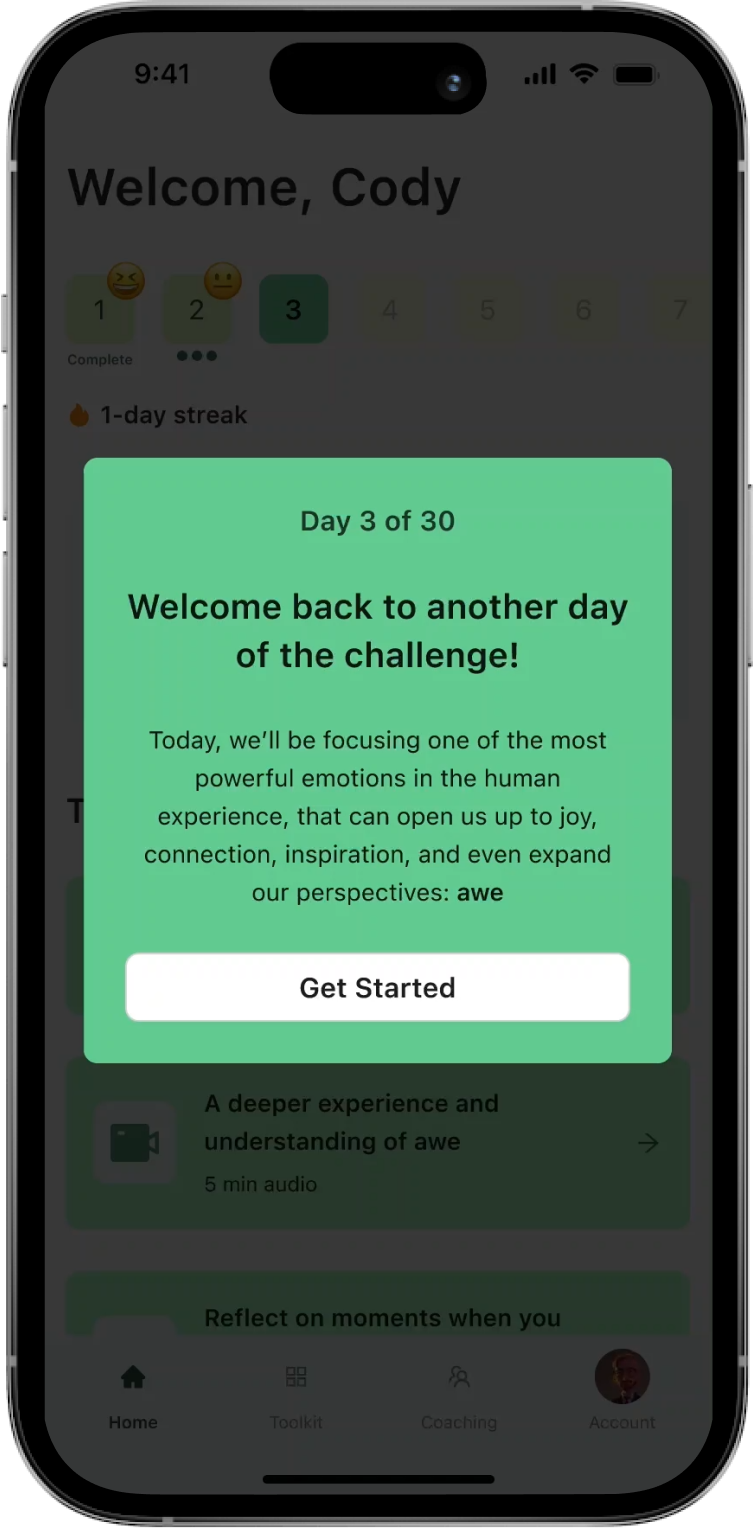 9:41
Welcome, Cody
1
2
3
4
5
6
7
Complete
1-day streak
Day 3 of 30
Welcome back to another day
of the challenge!
Today, we’ll be focusing one of the most
powerful emotions in the human
experience, that can open us up to joy,
connection, inspiration, and even expand
our perspectives: awe
Get Started
A deeper experience and
understanding of awe
5 min audio
Reflect on moments when you
Home
Toolkit
Coaching
Account